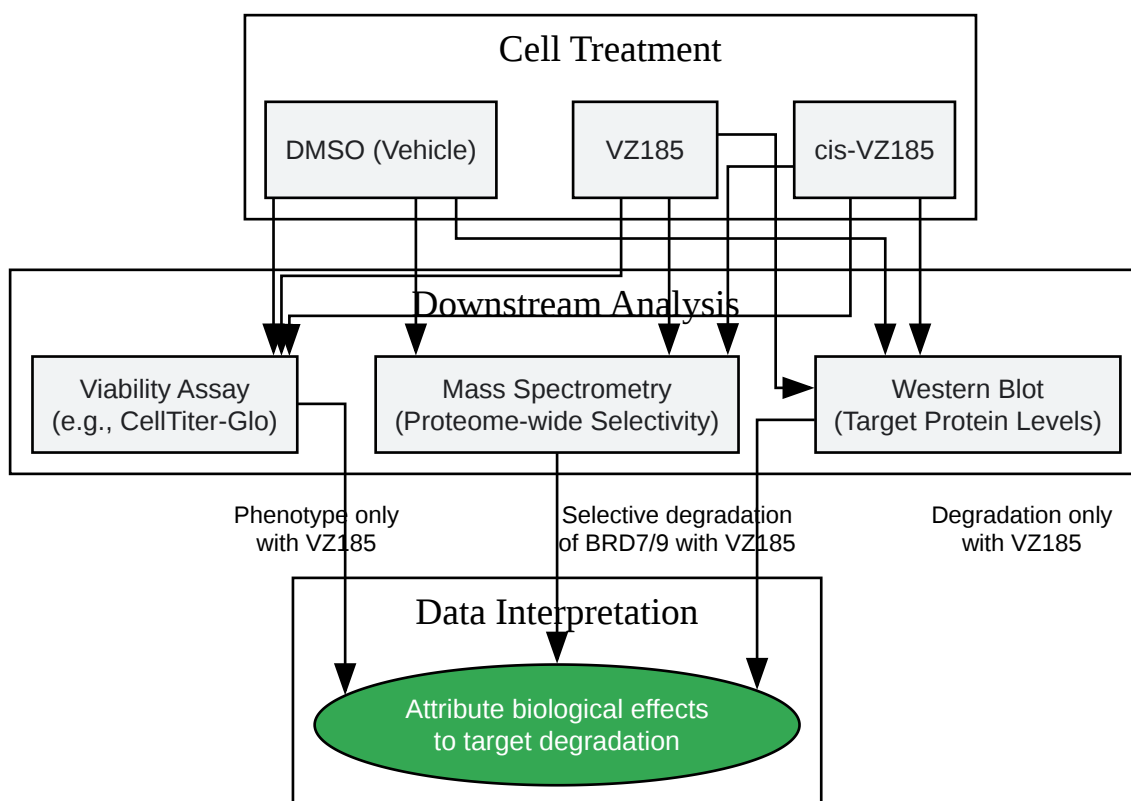 Cell Treatment
DMSO (Vehicle)
VZ185
cis-VZ185
Downstream Analysis
Viability Assay
(e.g., CellTiter-Glo)
Mass Spectrometry
(Proteome-wide Selectivity)
Western Blot
(Target Protein Levels)
Phenotype only
with VZ185
Selective degradation
of BRD7/9 with VZ185
Degradation only
with VZ185
Data Interpretation
Attribute biological effects
to target degradation